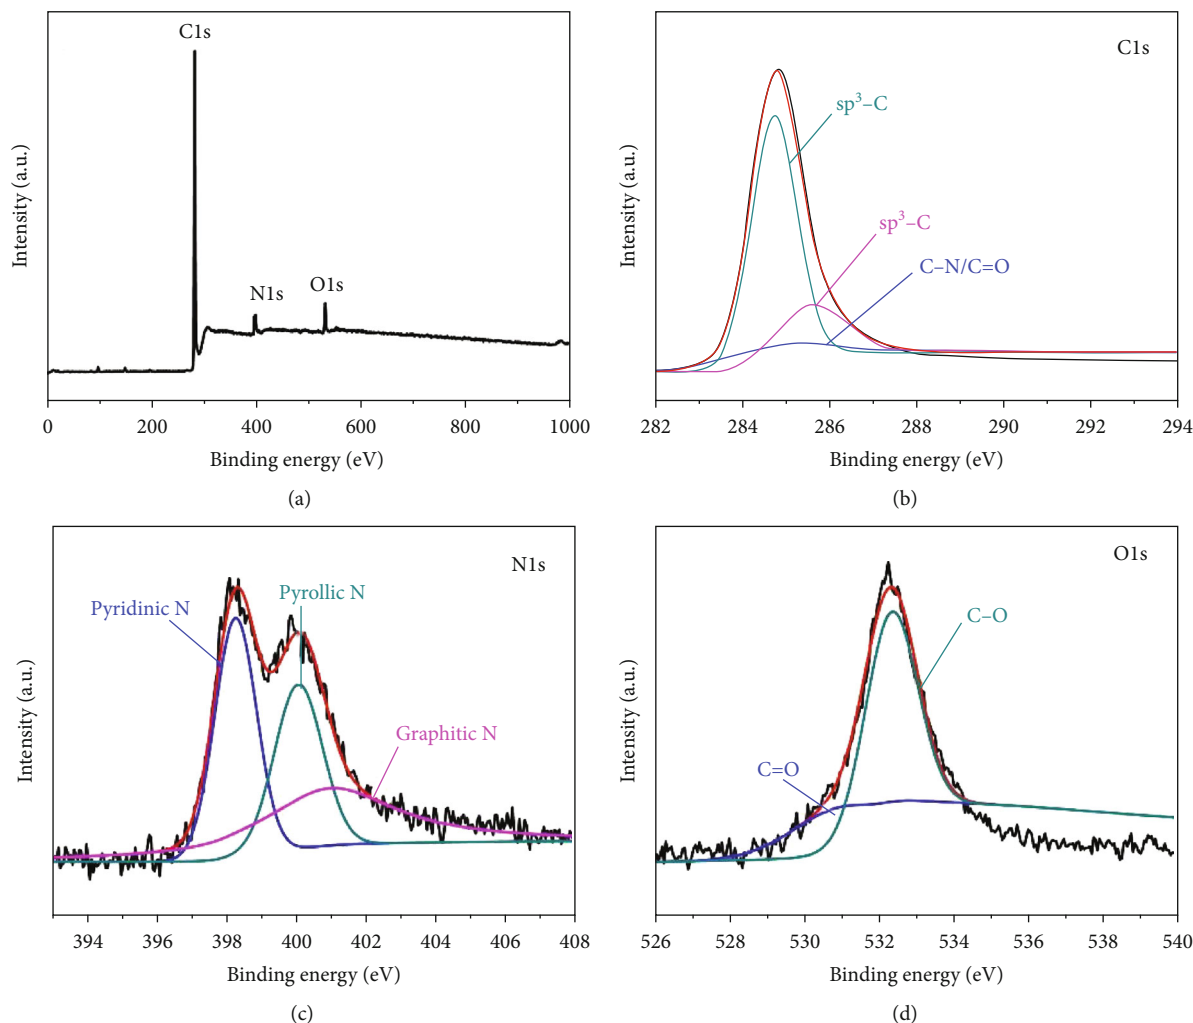 C1s
N1s
O1s
Intensity (a.u.)
0
200
400
600
800
1000
Binding energy (eV)
(a)
C1s
sp³–C
sp³–C
C–N/C=O
Intensity (a.u.)
282
284
286
288
290
292
294
Binding energy (eV)
(b)
N1s
Pyridinic N
Pyrollic N
Graphitic N
Intensity (a.u.)
394
396
398
400
402
404
406
408
Binding energy (eV)
(c)
O1s
C–O
C=O
Intensity (a.u.)
526
528
530
532
534
536
538
540
Binding energy (eV)
(d)